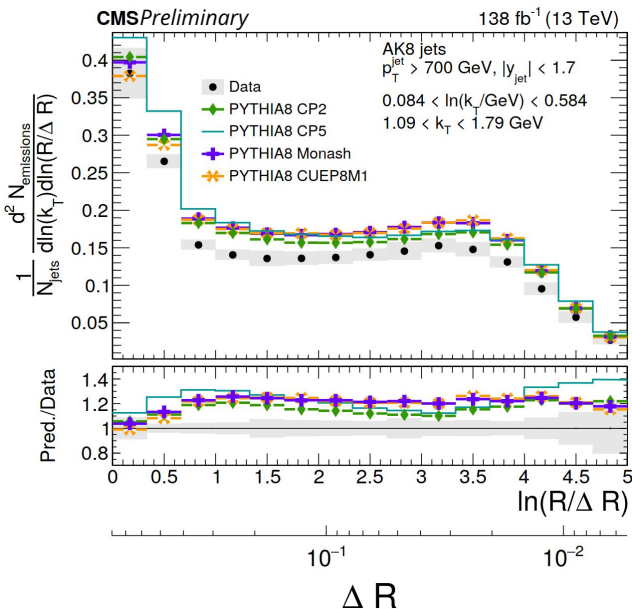 CMS Preliminary 138 fb⁻¹ (13 TeV)
AK8 jets
p_T^jet > 700 GeV, |y_jet| < 1.7
0.084 < ln(k_T/GeV) < 0.584
1.09 < k_T < 1.79 GeV
Data
PYTHIA8 CP2
PYTHIA8 CP5
PYTHIA8 Monash
PYTHIA8 CUEP8M1
1/N_jets d² N_emissions / dln(k_T)dln(R/Δ R)
0.4
0.35
0.3
0.25
0.2
0.15
0.1
0.05
Pred./Data
1.4
1.2
1
0.8
0 0.5 1 1.5 2 2.5 3 3.5 4 4.5 5
ln(R/Δ R)
10⁻¹ 10⁻²
Δ R